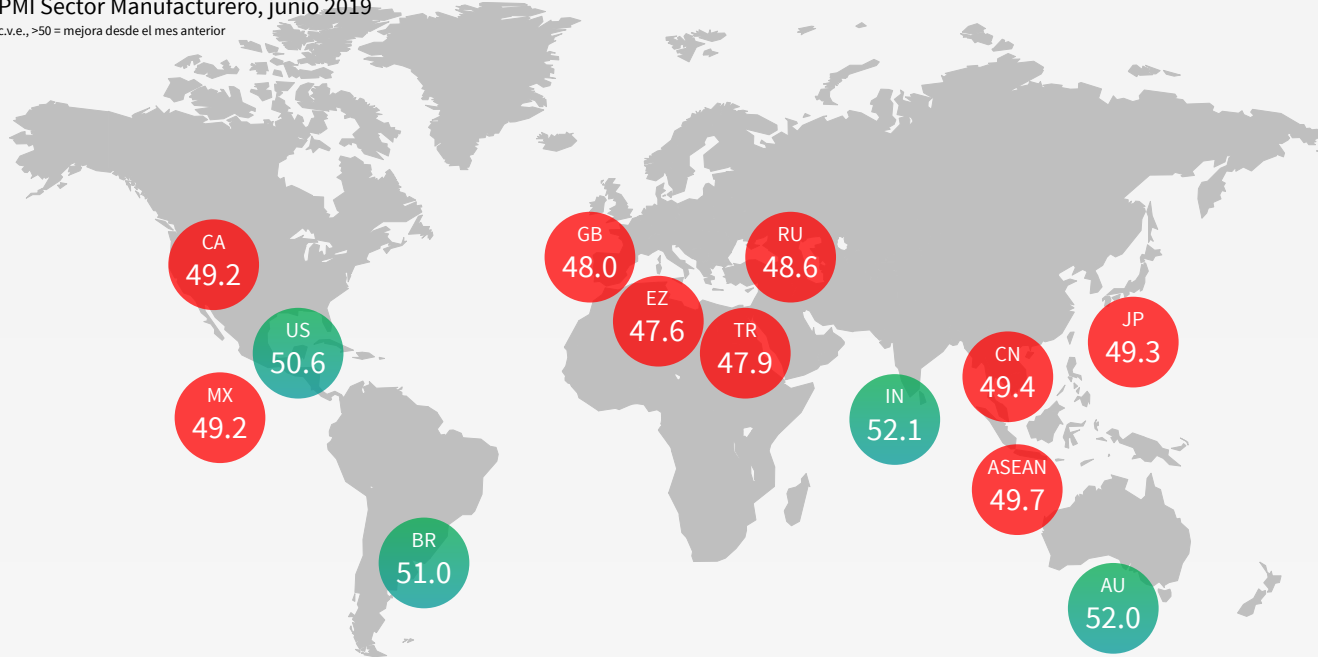 PMI Sector Manufacturero, junio 2019
c.v.e., >50 = mejora desde el mes anterior
CA
49.2
US
50.6
MX
49.2
BR
51.0
GB
48.0
EZ
47.6
RU
48.6
TR
47.9
IN
52.1
CN
49.4
JP
49.3
ASEAN
49.7
AU
52.0